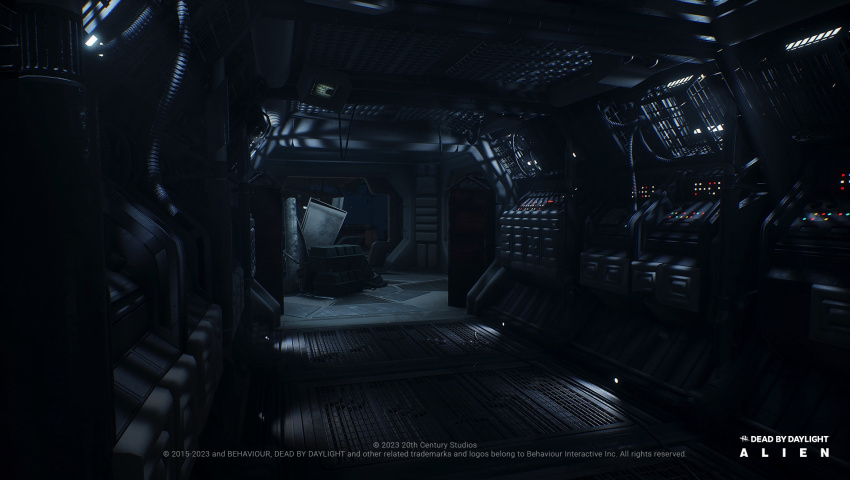 © 2023 20th Century Studios
© 2015-2023 and BEHAVIOUR, DEAD BY DAYLIGHT and other related trademarks and logos belong to Behaviour Interactive Inc. All rights reserved.
DEAD BY DAYLIGHT
ALIEN